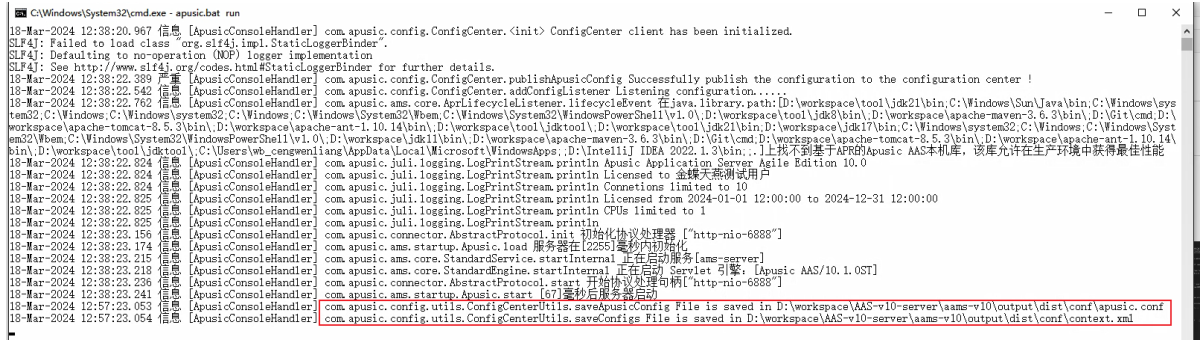 C:\Windows\System32\cmd.exe - apusic.bat run
18-Mar-2024 12:38:20.967 信息 [ApusicConsoleHandler] com.apusic.config.ConfigCenter.<init> ConfigCenter client has been initialized.
SLF4J: Failed to load class "org.slf4j.impl.StaticLoggerBinder".
SLF4J: Defaulting to no-operation (NOP) logger implementation
SLF4J: See http://www.slf4j.org/codes.html#StaticLoggerBinder for further details.
18-Mar-2024 12:38:22.389 严重 [ApusicConsoleHandler] com.apusic.config.ConfigCenter.publishApusicConfig Successfully publish the configuration to the configuration center !
18-Mar-2024 12:38:22.542 信息 [ApusicConsoleHandler] com.apusic.config.ConfigCenter.addConfigListener Listening configuration......
18-Mar-2024 12:38:22.762 信息 [ApusicConsoleHandler] com.apusic.ams.core.AprLifecycleListener.lifecycleEvent 在java.library.path:[D:\workspace\tool\jdk21\bin;C:\Windows\Sun\Java\bin;C:\Windows\sys
tem32;C:\Windows;C:\Windows\system32;C:\Windows;C:\Windows\System32\Wbem;C:\Windows\System32\WindowsPowerShell\v1.0\;D:\workspace\tool\jdk8\bin;D:\workspace\apache-maven-3.6.3\bin;D:\Git\cmd;D:\
workspace\apache-tomcat-8.5.3\bin\;D:\workspace\apache-ant-1.10.14\bin\;D:\workspace\tool\jdktool\;D:\workspace\tool\jdk21\bin;D:\workspace\jdk17\bin;C:\Windows\system32;C:\Windows;C:\Windows\Syst
em32\Wbem;C:\Windows\System32\WindowsPowerShell\v1.0\;D:\workspace\jdk11\bin;D:\workspace\apache-maven-3.6.3\bin;D:\Git\cmd;D:\workspace\apache-tomcat-8.5.3\bin\;D:\workspace\apache-ant-1.10.14\
bin\;D:\workspace\tool\jdktool\;C:\Users\wb_cengwenliang\AppData\Local\Microsoft\WindowsApps;;D:\IntelliJ IDEA 2022.1.3\bin;;.]上找不到基于APR的Apusic AAS本机库，该库允许在生产环境中获得最佳性能
18-Mar-2024 12:38:22.824 信息 [ApusicConsoleHandler] com.apusic.juli.logging.LogPrintStream.println Apusic Application Server Agile Edition 10.0
18-Mar-2024 12:38:22.824 信息 [ApusicConsoleHandler] com.apusic.juli.logging.LogPrintStream.println Licensed to 金蝶天燕测试用户
18-Mar-2024 12:38:22.824 信息 [ApusicConsoleHandler] com.apusic.juli.logging.LogPrintStream.println Connetions limited to 10
18-Mar-2024 12:38:22.825 信息 [ApusicConsoleHandler] com.apusic.juli.logging.LogPrintStream.println Licensed from 2024-01-01 12:00:00 to 2024-12-31 12:00:00
18-Mar-2024 12:38:22.825 信息 [ApusicConsoleHandler] com.apusic.juli.logging.LogPrintStream.println CPUs limited to 1
18-Mar-2024 12:38:22.825 信息 [ApusicConsoleHandler] com.apusic.juli.logging.LogPrintStream.println
18-Mar-2024 12:38:23.156 信息 [ApusicConsoleHandler] com.apusic.connector.AbstractProtocol.init 初始化协议处理器 ["http-nio-6888"]
18-Mar-2024 12:38:23.174 信息 [ApusicConsoleHandler] com.apusic.ams.startup.Apusic.load 服务器在[2255]毫秒内初始化
18-Mar-2024 12:38:23.215 信息 [ApusicConsoleHandler] com.apusic.ams.core.StandardService.startInternal 正在启动服务[ams-server]
18-Mar-2024 12:38:23.218 信息 [ApusicConsoleHandler] com.apusic.ams.core.StandardEngine.startInternal 正在启动 Servlet 引擎：[Apusic AAS/10.1.0ST]
18-Mar-2024 12:38:23.236 信息 [ApusicConsoleHandler] com.apusic.connector.AbstractProtocol.start 开始协议处理句柄["http-nio-6888"]
18-Mar-2024 12:38:23.241 信息 [ApusicConsoleHandler] com.apusic.ams.startup.Apusic.start [67]毫秒后服务器启动
18-Mar-2024 12:57:23.053 信息 [ApusicConsoleHandler] com.apusic.config.utils.ConfigCenterUtils.saveApusicConfig File is saved in D:\workspace\AAS-v10-server\aams-v10\output\dist\conf\apusic.conf
18-Mar-2024 12:57:23.054 信息 [ApusicConsoleHandler] com.apusic.config.utils.ConfigCenterUtils.saveConfigs File is saved in D:\workspace\AAS-v10-server\aams-v10\output\dist\conf\context.xml